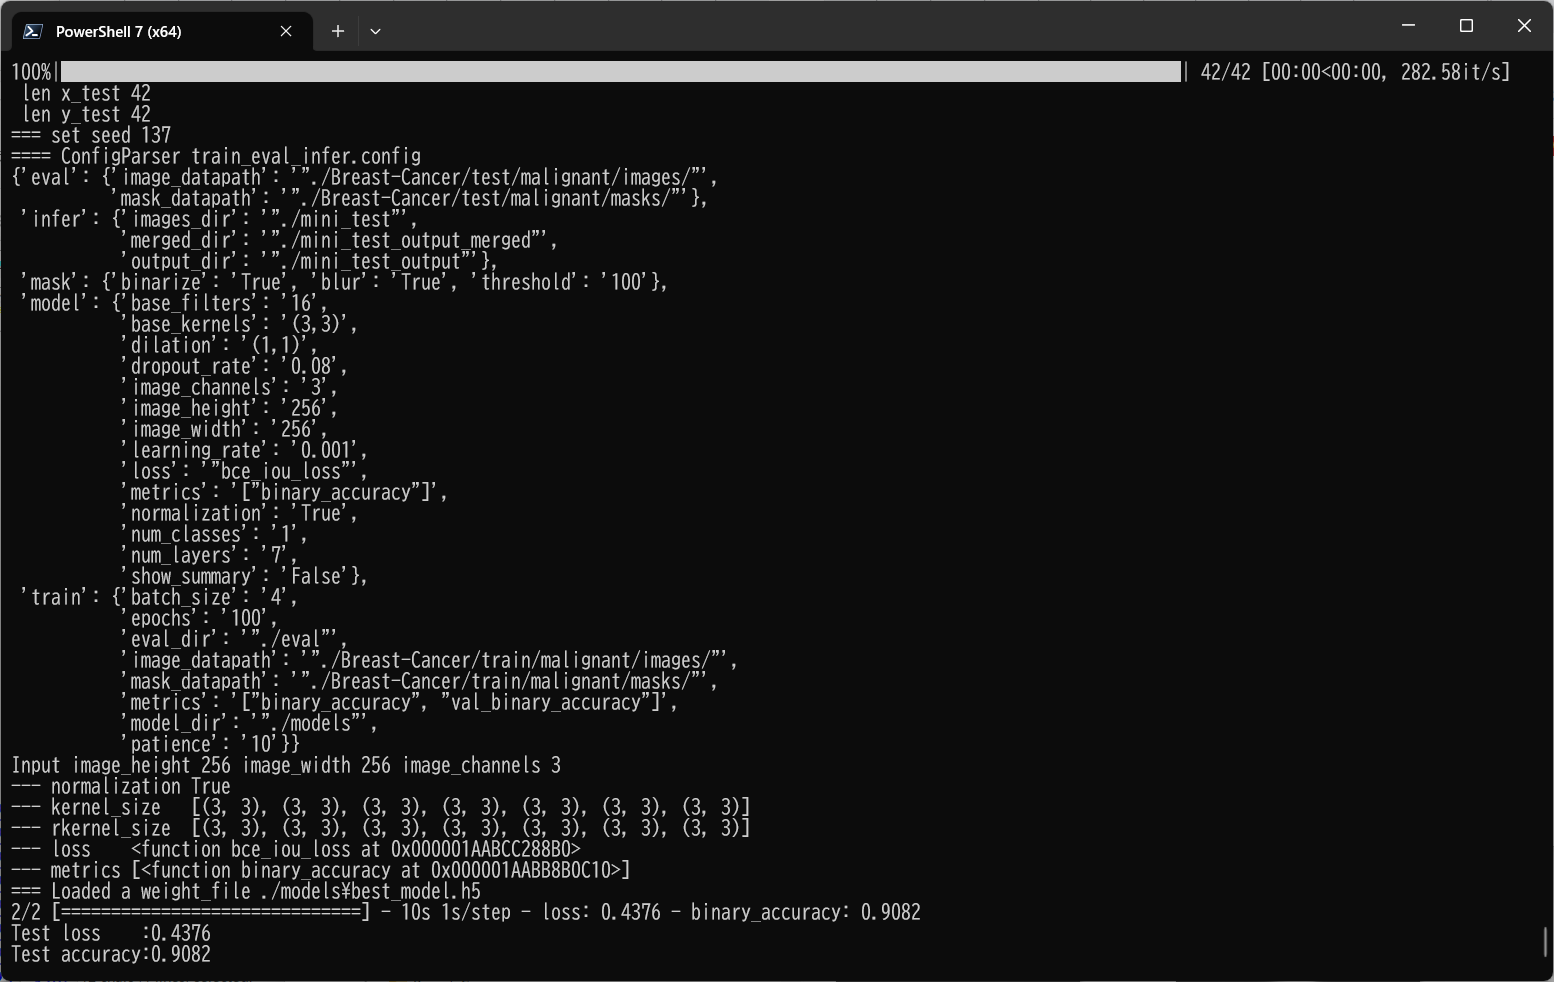 PowerShell 7 (x64)
100%| | 42/42 [00:00<00:00, 282.58it/s]
 len x_test 42
 len y_test 42
=== set seed 137
==== ConfigParser train_eval_infer.config
{'eval': {'image_datapath': '"./Breast-Cancer/test/malignant/images/"',
          'mask_datapath': '"./Breast-Cancer/test/malignant/masks/"'},
 'infer': {'images_dir': '"./mini_test"',
           'merged_dir': '"./mini_test_output_merged"',
           'output_dir': '"./mini_test_output"'},
 'mask': {'binarize': 'True', 'blur': 'True', 'threshold': '100'},
 'model': {'base_filters': '16',
           'base_kernels': '(3,3)',
           'dilation': '(1,1)',
           'dropout_rate': '0.08',
           'image_channels': '3',
           'image_height': '256',
           'image_width': '256',
           'learning_rate': '0.001',
           'loss': '"bce_iou_loss"',
           'metrics': '["binary_accuracy"]',
           'normalization': 'True',
           'num_classes': '1',
           'num_layers': '7',
           'show_summary': 'False'},
 'train': {'batch_size': '4',
           'epochs': '100',
           'eval_dir': '"./eval"',
           'image_datapath': '"./Breast-Cancer/train/malignant/images/"',
           'mask_datapath': '"./Breast-Cancer/train/malignant/masks/"',
           'metrics': '["binary_accuracy", "val_binary_accuracy"]',
           'model_dir': '"./models"',
           'patience': '10'}}
Input image_height 256 image_width 256 image_channels 3
--- normalization True
--- kernel_size   [(3, 3), (3, 3), (3, 3), (3, 3), (3, 3), (3, 3), (3, 3)]
--- rkernel_size  [(3, 3), (3, 3), (3, 3), (3, 3), (3, 3), (3, 3), (3, 3)]
--- loss    <function bce_iou_loss at 0x000001AABCC288B0>
--- metrics [<function binary_accuracy at 0x000001AABB8B0C10>]
=== Loaded a weight_file ./models¥best_model.h5
2/2 [==============================] - 10s 1s/step - loss: 0.4376 - binary_accuracy: 0.9082
Test loss    :0.4376
Test accuracy:0.9082